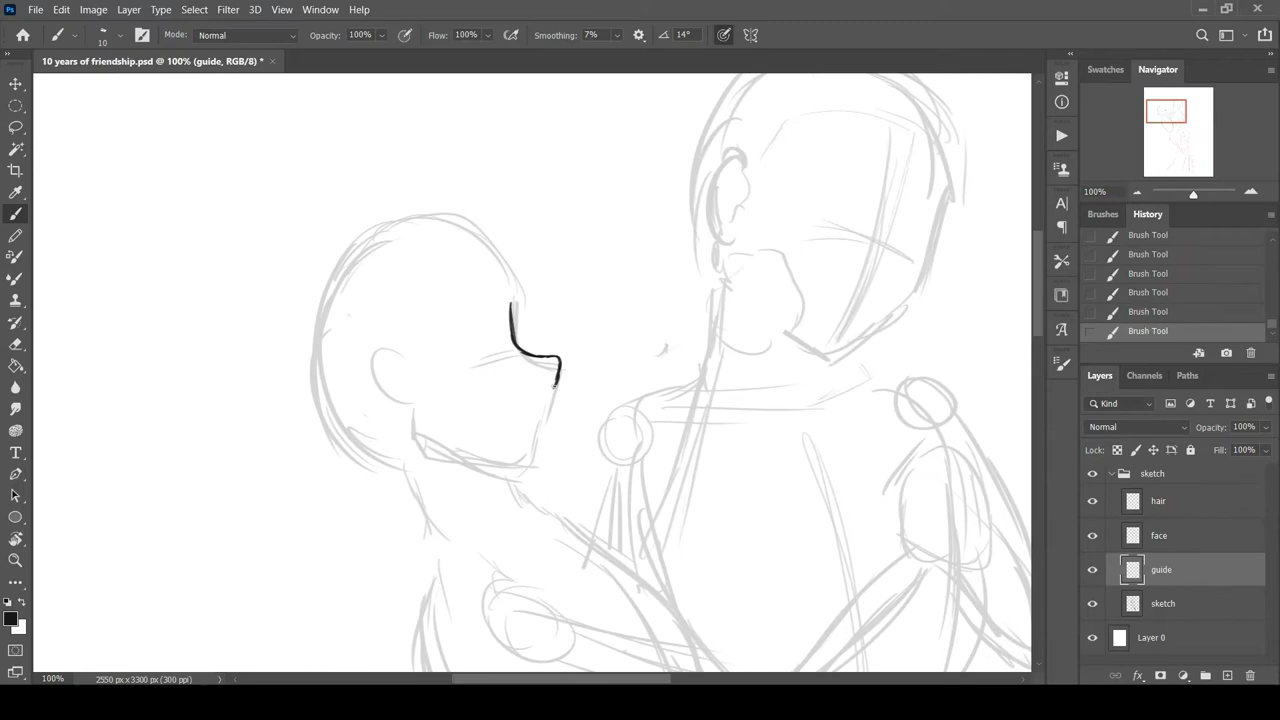 Ps File Edit Image Layer Type Select Filter 3D View Window Help
10 Mode: Normal Opacity: 100% Flow: 100% Smoothing: 7% 14°
10 years of friendship.psd @ 100% (guide, RGB/8) *
Swatches Navigator
100%
Brushes History
Brush Tool
Brush Tool
Brush Tool
Brush Tool
Brush Tool
Brush Tool
Layers Channels Paths
Kind
Normal Opacity: 100%
Lock: Fill: 100%
sketch
hair
face
guide
sketch
Layer 0
100% 2550 px x 3300 px (300 ppi)